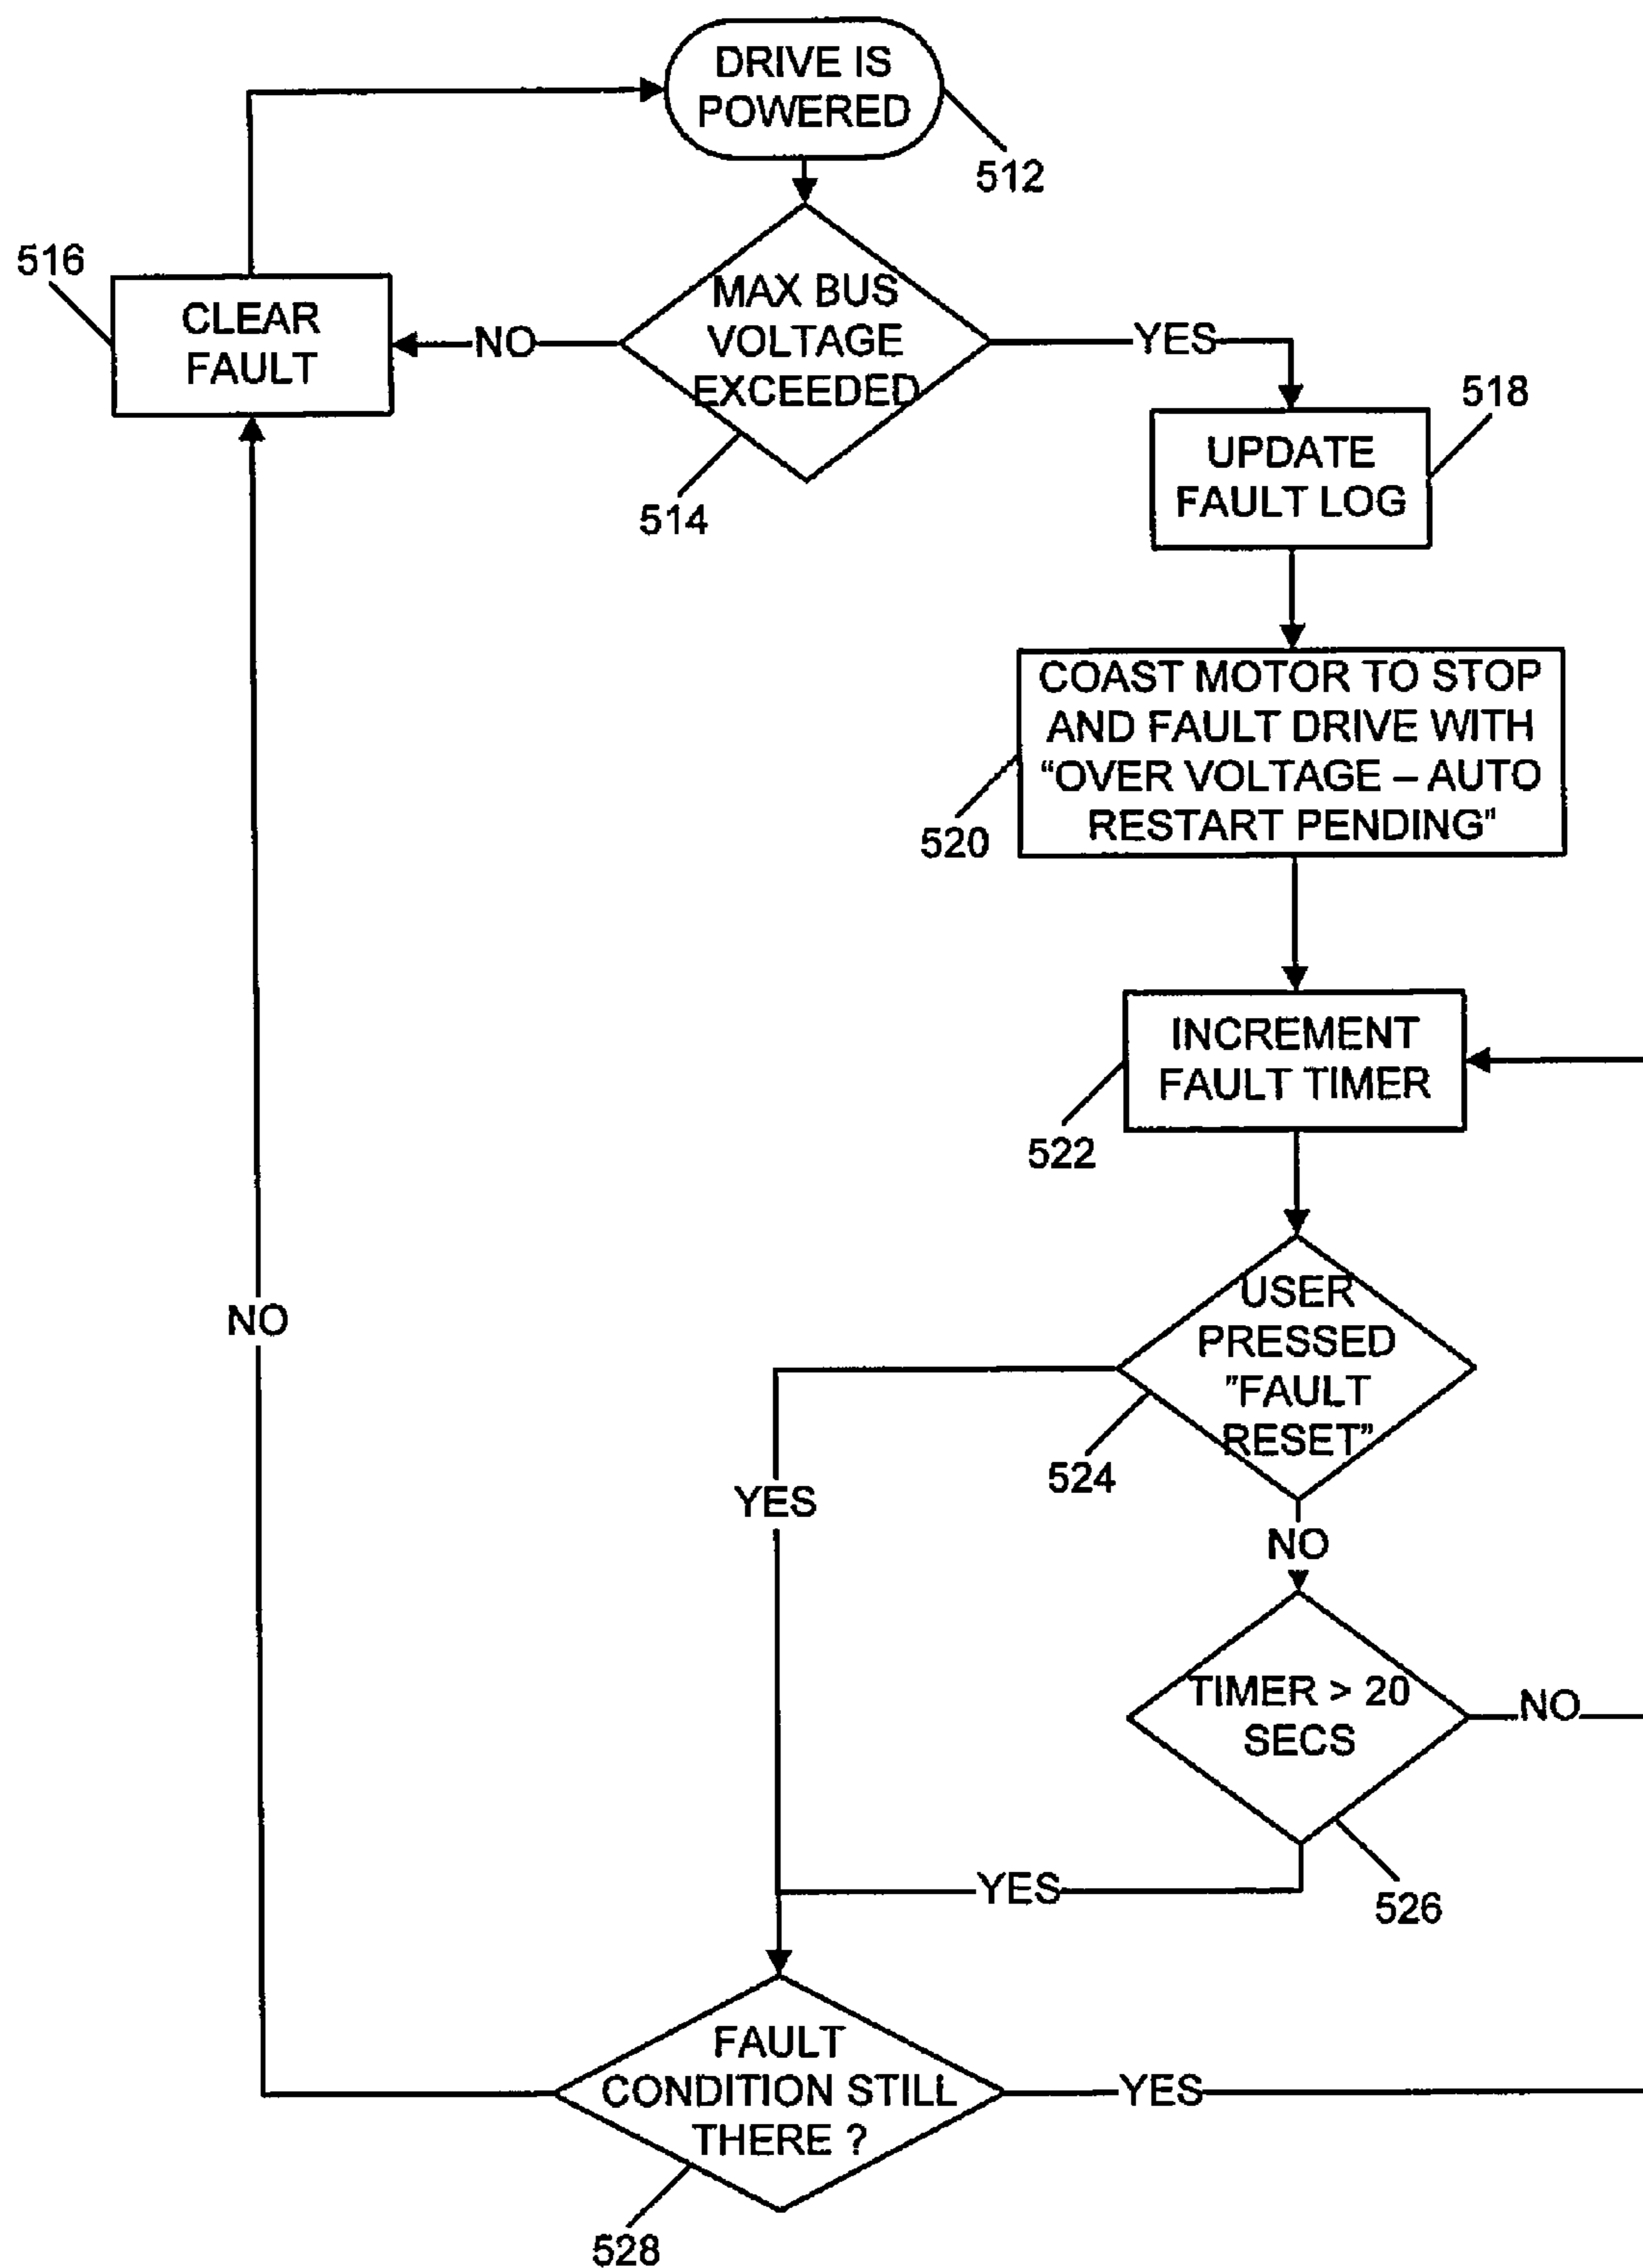 DRIVE IS
POWERED
512
516
CLEAR
FAULT
NO
MAX BUS
VOLTAGE
EXCEEDED
514
YES
518
UPDATE
FAULT LOG
COAST MOTOR TO STOP
AND FAULT DRIVE WITH
“OVER VOLTAGE – AUTO
RESTART PENDING”
520
INCREMENT
FAULT TIMER
522
USER
PRESSED
”FAULT
RESET”
524
YES
NO
NO
TIMER > 20
SECS
NO
526
YES
FAULT
CONDITION STILL
THERE ?
YES
528